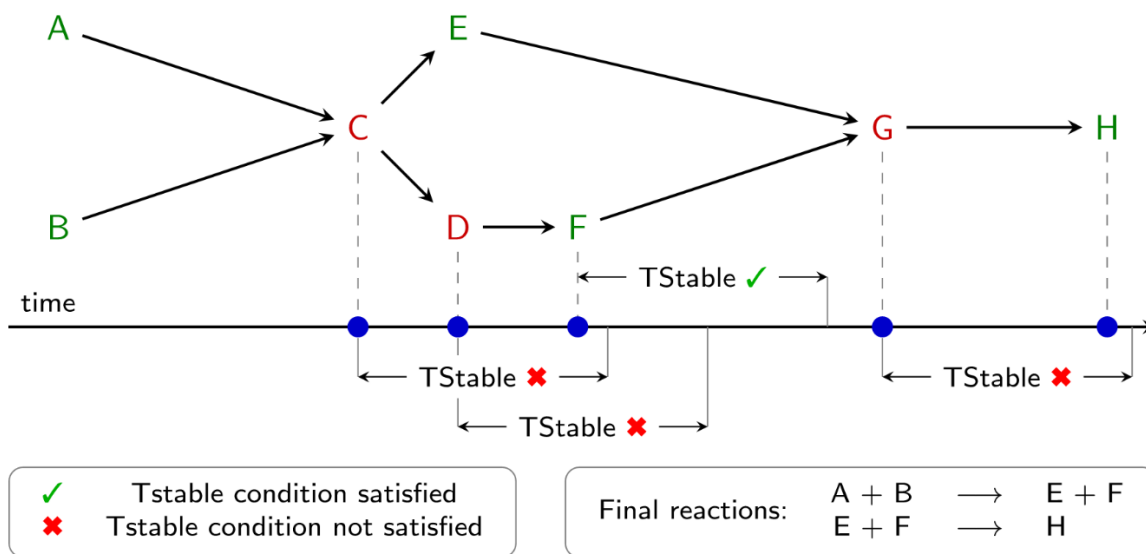 A
E
C
G
H
B
D
F
TStable ✓
time
TStable ✖
TStable ✖
TStable ✖
✓ Tstable condition satisfied
✖ Tstable condition not satisfied
Final reactions:
A + B ⟶ E + F
E + F ⟶ H